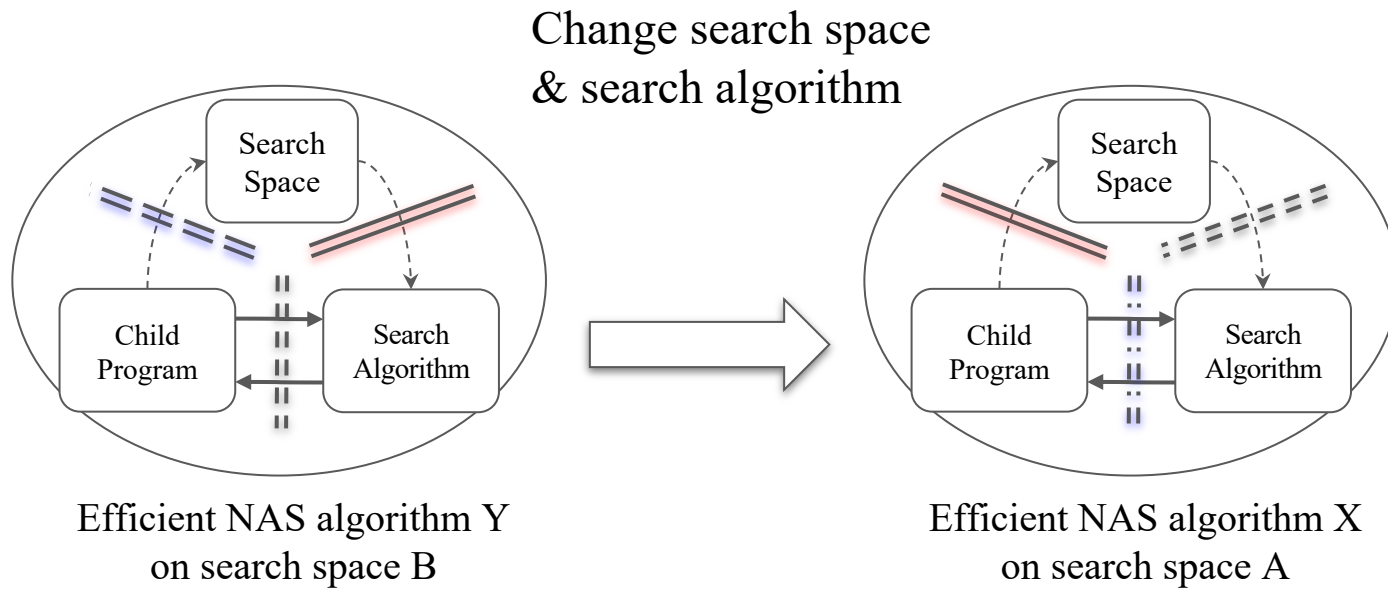 Change search space
& search algorithm
Search
Space
Child
Program
Search
Algorithm
Efficient NAS algorithm Y
on search space B
Search
Space
Child
Program
Search
Algorithm
Efficient NAS algorithm X
on search space A